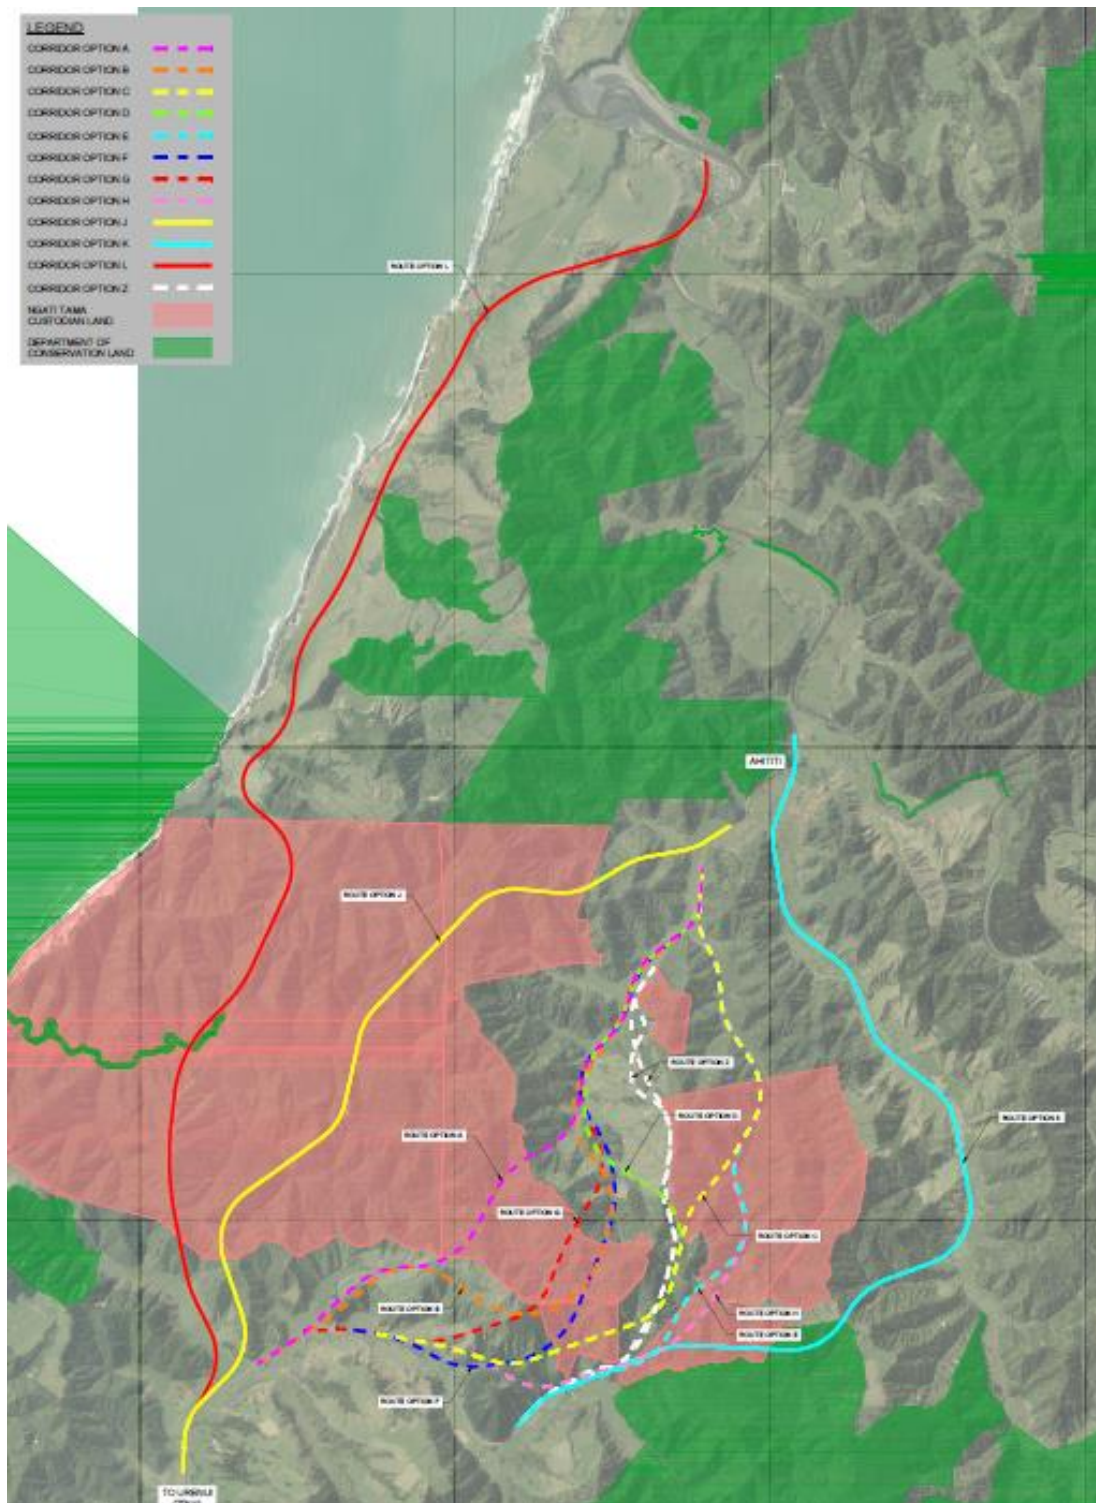 LEGEND
CORRIDOR OPTION A
CORRIDOR OPTION B
CORRIDOR OPTION C
CORRIDOR OPTION D
CORRIDOR OPTION E
CORRIDOR OPTION F
CORRIDOR OPTION G
CORRIDOR OPTION H
CORRIDOR OPTION J
CORRIDOR OPTION K
CORRIDOR OPTION L
CORRIDOR OPTION Z
NGATI TAMA
CUSTODIAN LAND
DEPARTMENT OF
CONSERVATION LAND
ROUTE OPTION L
AHITITI
ROUTE OPTION J
ROUTE OPTION Z
ROUTE OPTION D
ROUTE OPTION K
ROUTE OPTION A
ROUTE OPTION G
ROUTE OPTION C
ROUTE OPTION B
ROUTE OPTION H
ROUTE OPTION E
ROUTE OPTION F
TO URENUI